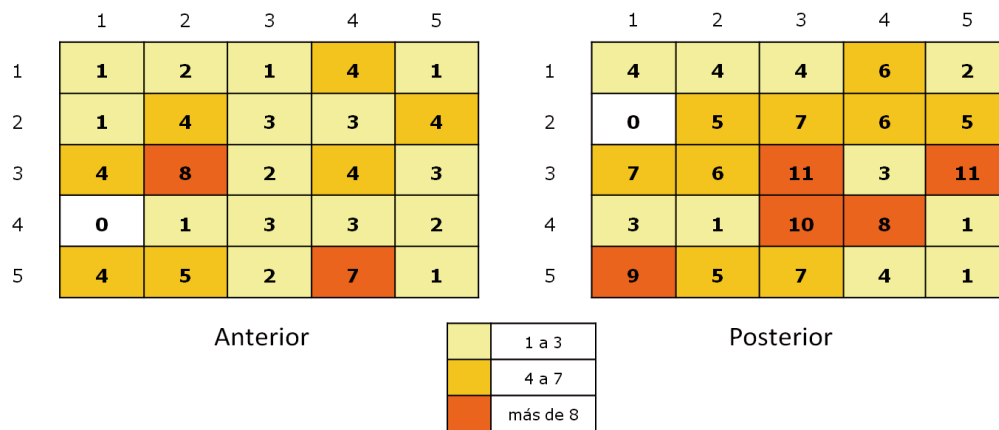 1 2 3 4 5 1 2 3 4 5
1 1 2 1 4 1 1 4 4 4 6 2
2 1 4 3 3 4 2 0 5 7 6 5
3 4 8 2 4 3 3 7 6 11 3 11
4 0 1 3 3 2 4 3 1 10 8 1
5 4 5 2 7 1 5 9 5 7 4 1
Anterior Posterior
1 a 3
4 a 7
más de 8